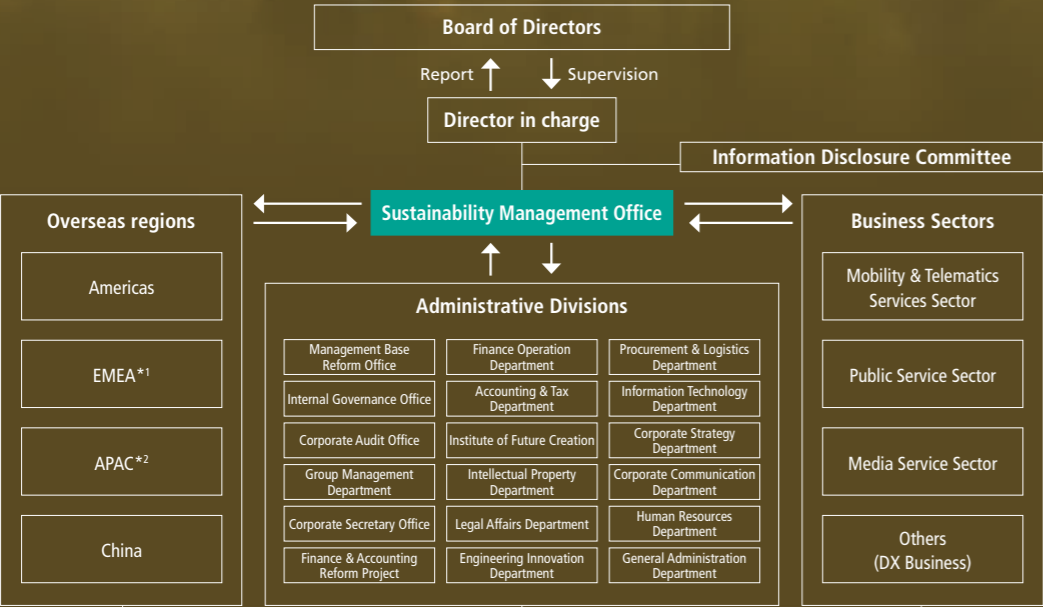 Board of Directors
Report
Supervision
Director in charge
Information Disclosure Committee
Sustainability Management Office
Overseas regions
Americas
EMEA*1
APAC*2
China
Administrative Divisions
Management Base
Reform Office
Finance Operation
Department
Procurement & Logistics
Department
Internal Governance Office
Accounting & Tax
Department
Information Technology
Department
Corporate Audit Office
Institute of Future Creation
Corporate Strategy
Department
Group Management
Department
Intellectual Property
Department
Corporate Communication
Department
Corporate Secretary Office
Legal Affairs Department
Human Resources
Department
Finance & Accounting
Reform Project
Engineering Innovation
Department
General Administration
Department
Business Sectors
Mobility & Telematics
Services Sector
Public Service Sector
Media Service Sector
Others
(DX Business)